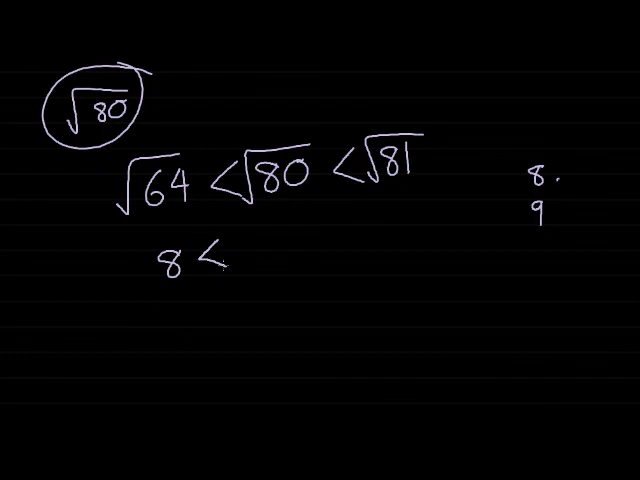 √80
√64 < √80 < √81
8.
9
8 <